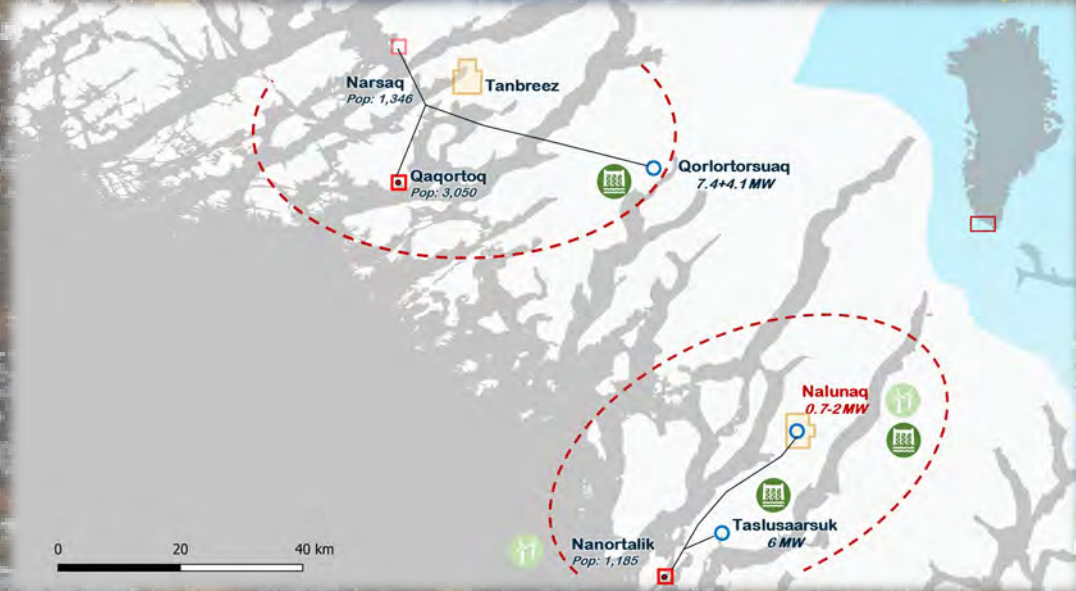 Narsaq
Pop: 1,346
Tanbreez
Qaqortoq
Pop: 3,050
Qorlortorsuaq
7.4+4.1 MW
Nalunaq
0.7-2 MW
Taslusaarsuk
6 MW
Nanortalik
Pop: 1,185
0 20 40 km